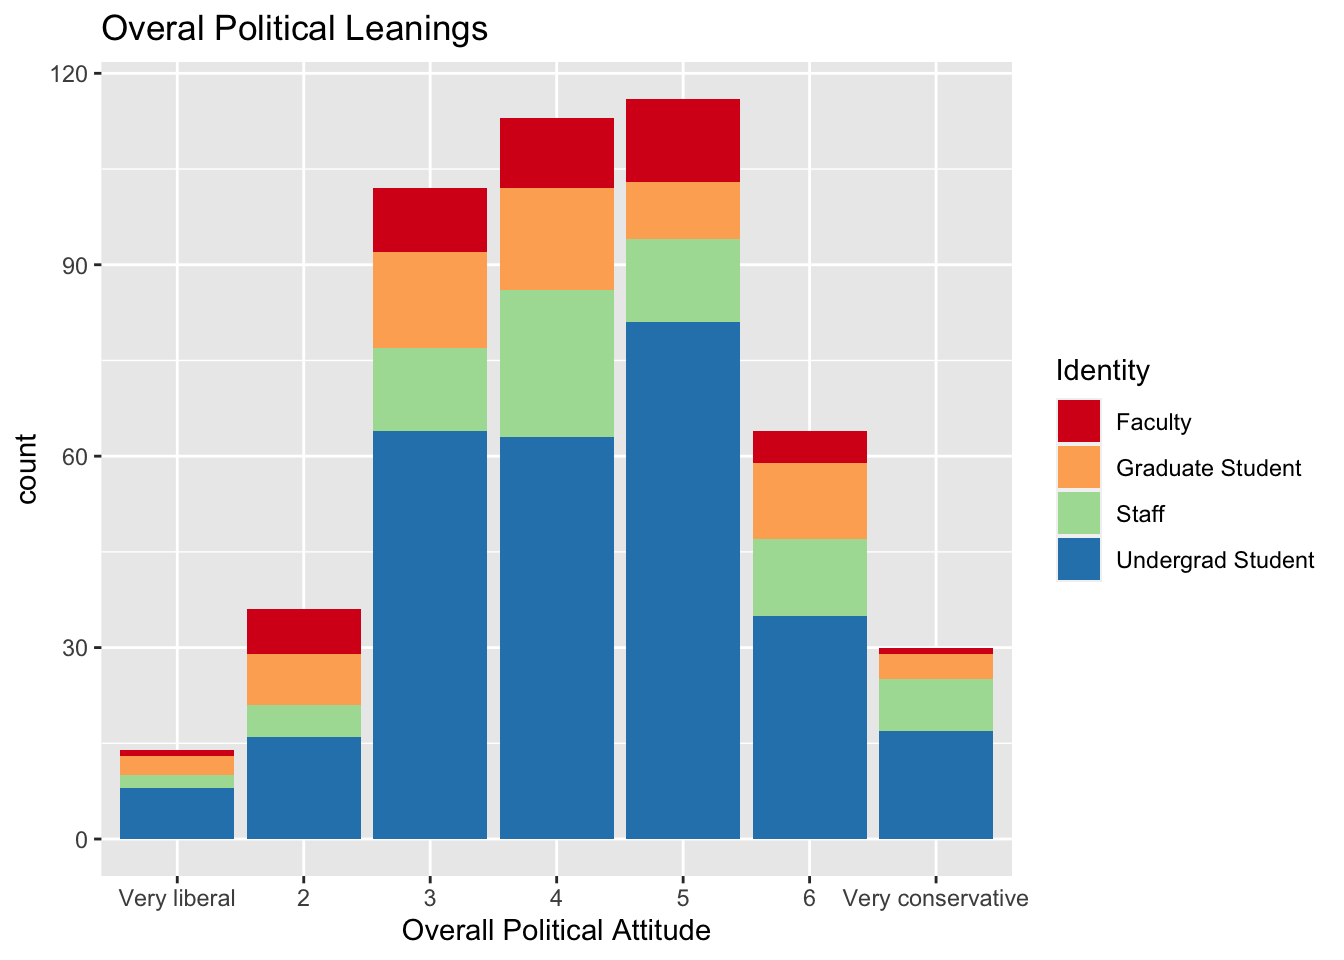 Overal Political Leanings
120
90
60
30
0
count
Very liberal 2 3 4 5 6 Very conservative
Overall Political Attitude
Identity
Faculty
Graduate Student
Staff
Undergrad Student